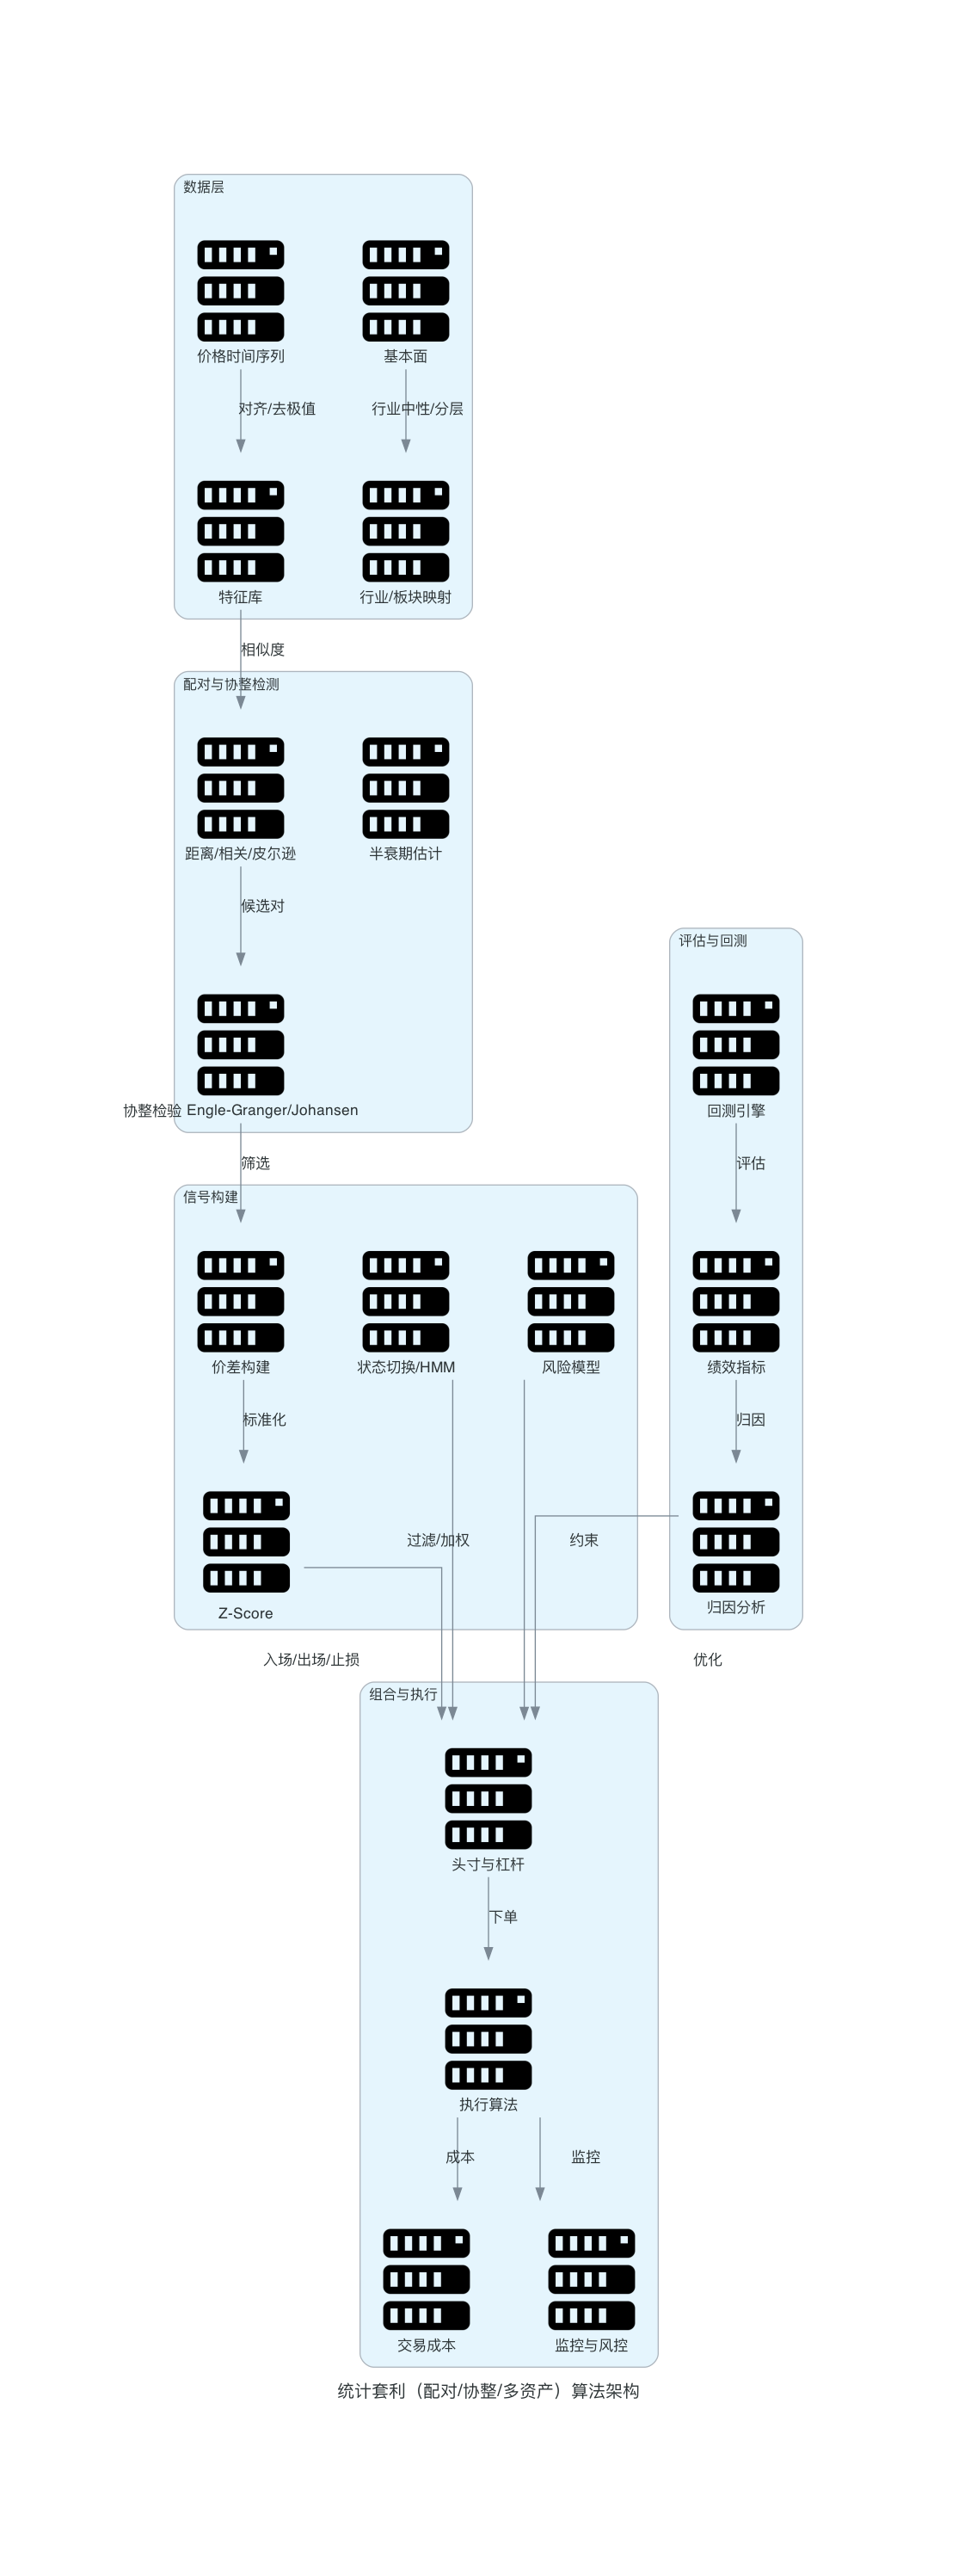 数据层
价格时间序列
基本面
对齐/去极值
行业中性/分层
特征库
行业/板块映射
相似度
配对与协整检测
距离/相关/皮尔逊
半衰期估计
候选对
评估与回测
协整检验 Engle-Granger/Johansen
回测引擎
筛选
评估
信号构建
价差构建
状态切换/HMM
风险模型
绩效指标
标准化
归因
过滤/加权
约束
Z-Score
归因分析
入场/出场/止损
优化
组合与执行
头寸与杠杆
下单
执行算法
成本
监控
交易成本
监控与风控
统计套利（配对/协整/多资产）算法架构